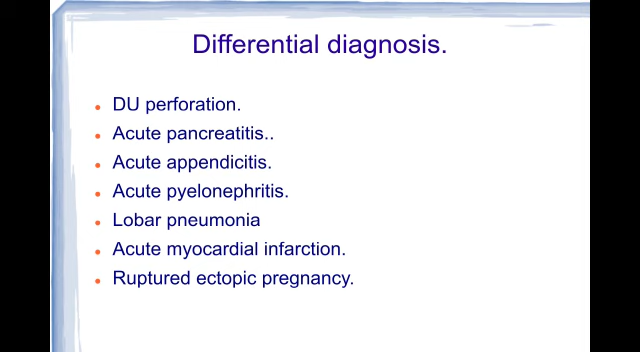 Differential diagnosis.
DU perforation.
Acute pancreatitis..
Acute appendicitis.
Acute pyelonephritis.
Lobar pneumonia
Acute myocardial infarction.
Ruptured ectopic pregnancy.